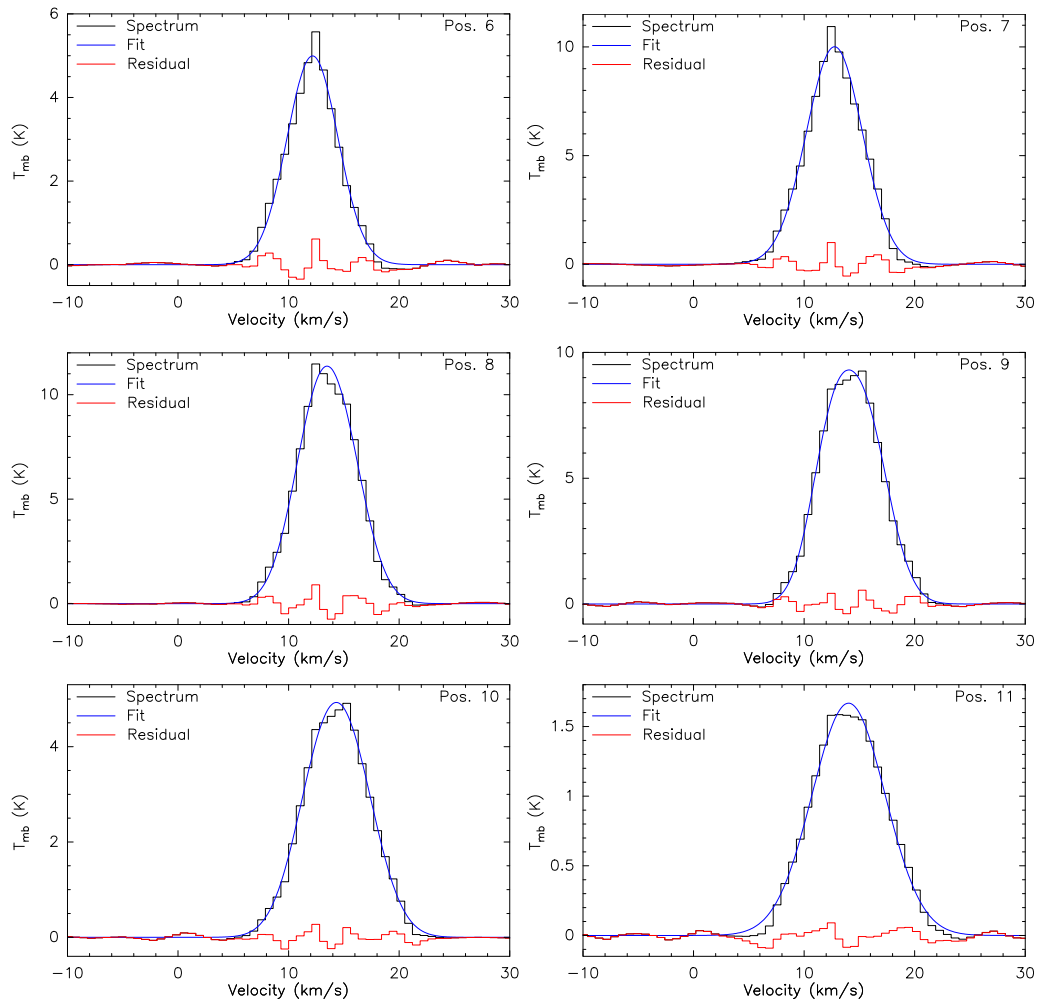 Spectrum
Fit
Residual
Pos. 6
T_mb (K)
6
4
2
0
−10 0 10 20 30
Velocity (km/s)
Spectrum
Fit
Residual
Pos. 7
T_mb (K)
10
5
0
−10 0 10 20 30
Velocity (km/s)
Spectrum
Fit
Residual
Pos. 8
T_mb (K)
10
5
0
−10 0 10 20 30
Velocity (km/s)
Spectrum
Fit
Residual
Pos. 9
T_mb (K)
10
5
0
−10 0 10 20 30
Velocity (km/s)
Spectrum
Fit
Residual
Pos. 10
T_mb (K)
4
2
0
−10 0 10 20 30
Velocity (km/s)
Spectrum
Fit
Residual
Pos. 11
T_mb (K)
1.5
1
0.5
0
−10 0 10 20 30
Velocity (km/s)